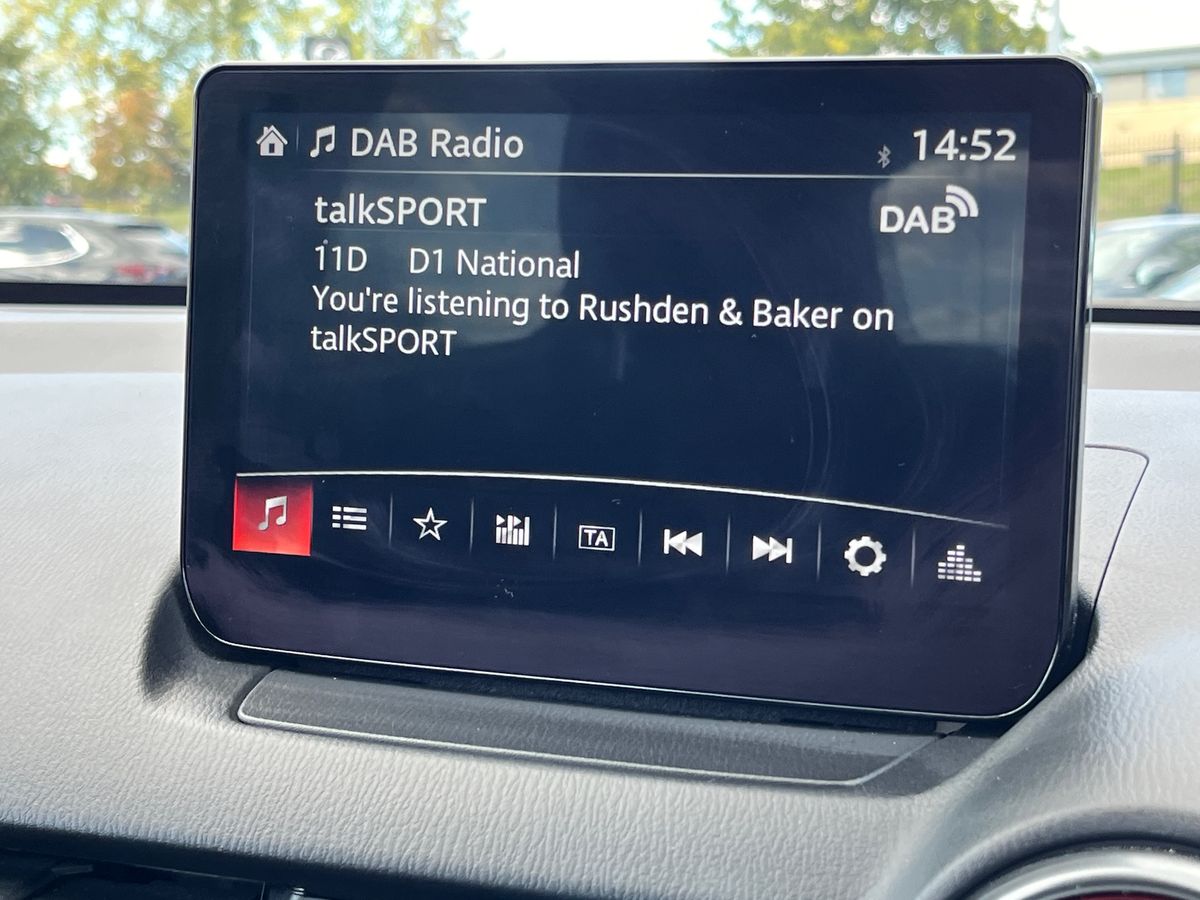 DAB Radio
14:52
talkSPORT
DAB
11D D1 National
You're listening to Rushden & Baker on
talkSPORT
TA